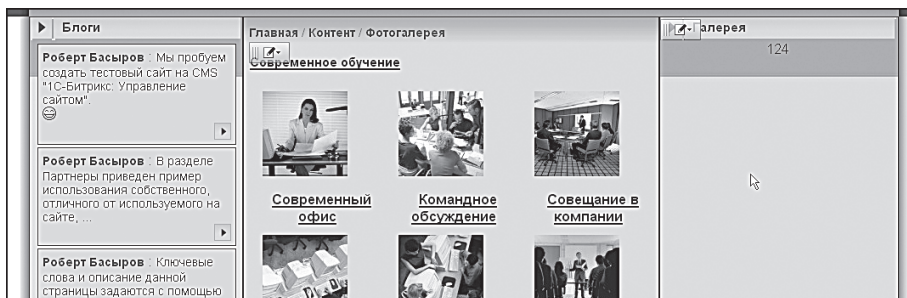 Блоги
Роберт Басыров : Мы пробуем
создать тестовый сайт на CMS
"1С-Битрикс: Управление
сайтом".
Роберт Басыров : В разделе
Партнеры приведен пример
использования собственного,
отличного от используемого на
сайте, ...
Роберт Басыров : Ключевые
слова и описание данной
страницы задаются с помощью
Главная / Контент / Фотогалерея
Современное обучение
Современный
офис
Командное
обсуждение
Совещание в
компании
алерея
124